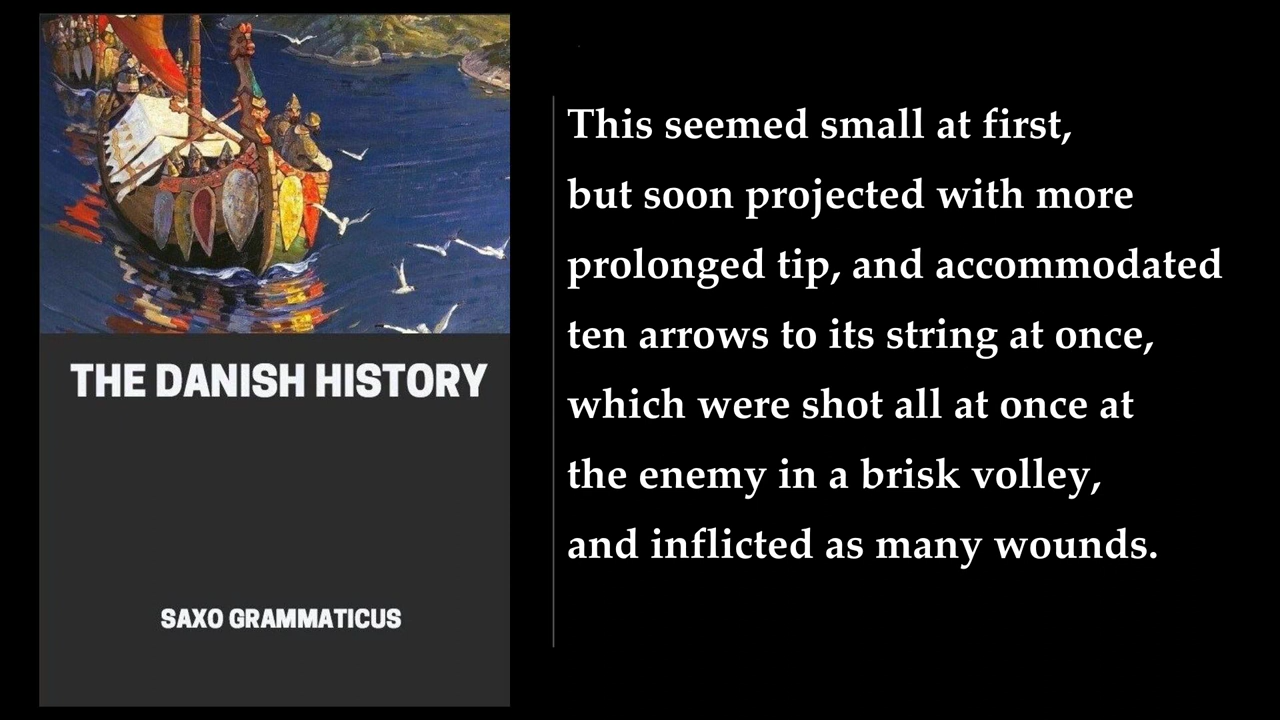 THE DANISH HISTORY
SAXO GRAMMATICUS
This seemed small at first,
but soon projected with more
prolonged tip, and accommodated
ten arrows to its string at once,
which were shot all at once at
the enemy in a brisk volley,
and inflicted as many wounds.